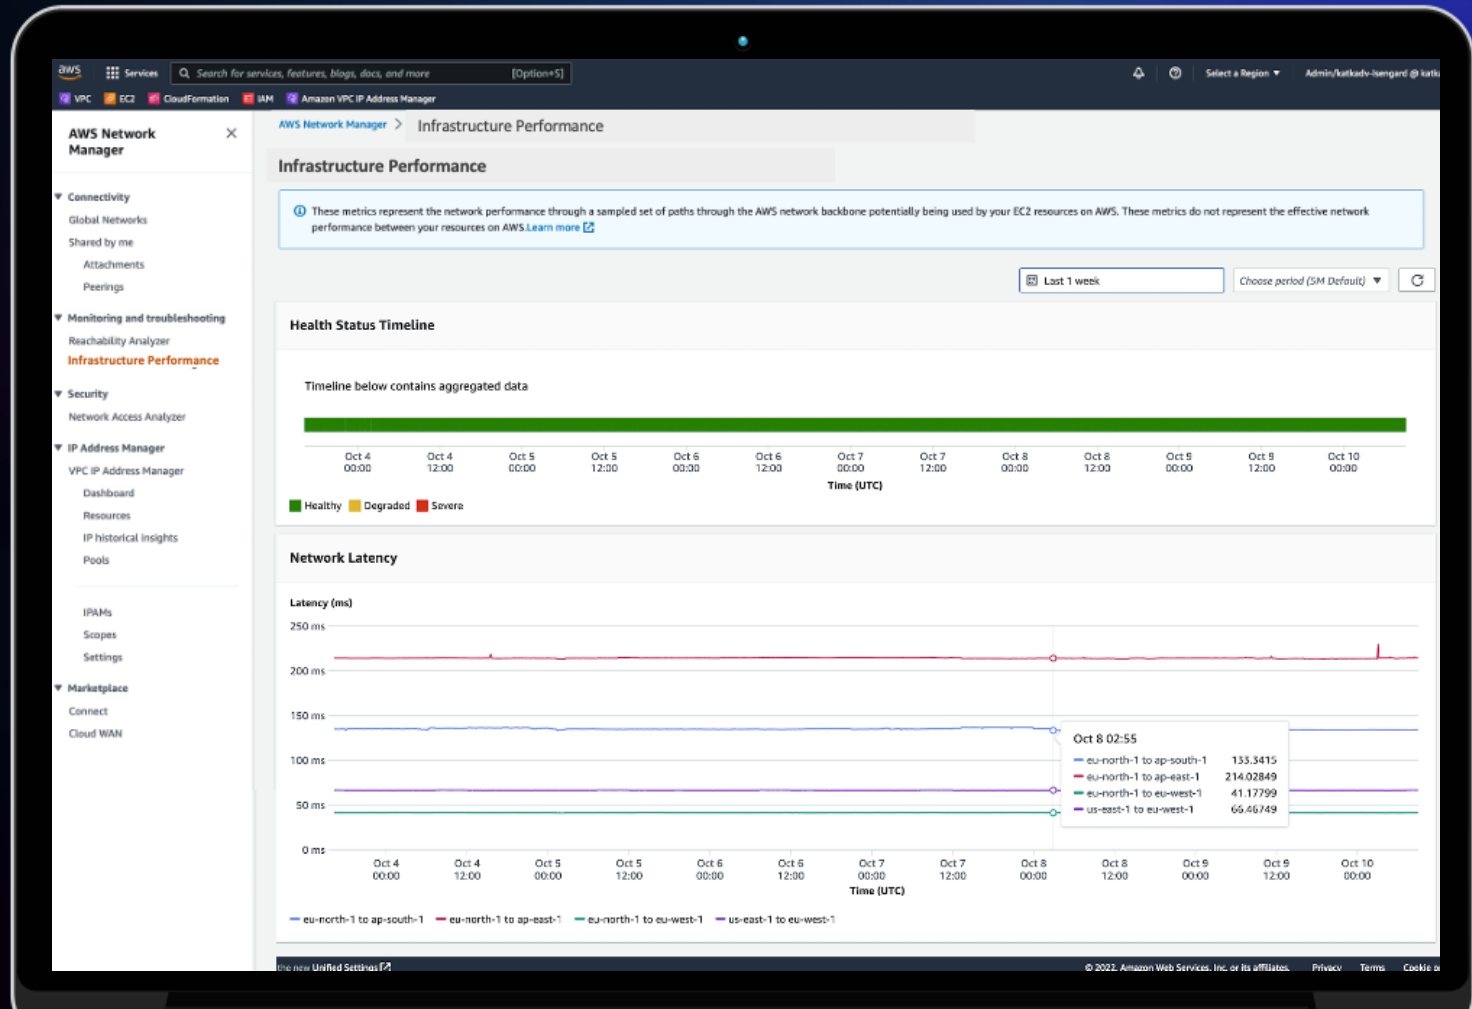 aws
Services
Search for services, features, blogs, docs, and more
[Option+S]
Select a Region
Admin/katkadv-isengard @
VPC
EC2
CloudFormation
IAM
Amazon VPC IP Address Manager
AWS Network
Manager
Connectivity
Global Networks
Shared by me
Attachments
Peerings
Monitoring and troubleshooting
Reachability Analyzer
Infrastructure Performance
Security
Network Access Analyzer
IP Address Manager
VPC IP Address Manager
Dashboard
Resources
IP historical insights
Pools
IPAMs
Scopes
Settings
Marketplace
Connect
Cloud WAN
AWS Network Manager > Infrastructure Performance
Infrastructure Performance
These metrics represent the network performance through a sampled set of paths through the AWS network backbone potentially being used by your EC2 resources on AWS. These metrics do not represent the effective network
performance between your resources on AWS.Learn more
Last 1 week
Choose period (5M Default)
Health Status Timeline
Timeline below contains aggregated data
Oct 4 Oct 4 Oct 5 Oct 5 Oct 6 Oct 6 Oct 7 Oct 7 Oct 8 Oct 8 Oct 9 Oct 9 Oct 10
00:00 12:00 00:00 12:00 00:00 12:00 00:00 12:00 00:00 12:00 00:00 12:00 00:00
Time (UTC)
Healthy Degraded Severe
Network Latency
Latency (ms)
250 ms
200 ms
150 ms
100 ms
50 ms
0 ms
Oct 8 02:55
eu-north-1 to ap-south-1 133.3415
eu-north-1 to ap-east-1 214.02849
eu-north-1 to eu-west-1 41.17799
us-east-1 to eu-west-1 66.46749
Oct 4 Oct 4 Oct 5 Oct 5 Oct 6 Oct 6 Oct 7 Oct 7 Oct 8 Oct 8 Oct 9 Oct 9 Oct 10
00:00 12:00 00:00 12:00 00:00 12:00 00:00 12:00 00:00 12:00 00:00 12:00 00:00
Time (UTC)
eu-north-1 to ap-south-1 eu-north-1 to ap-east-1 eu-north-1 to eu-west-1 us-east-1 to eu-west-1
the new Unified Settings
© 2022, Amazon Web Services, Inc. or its affiliates.
Privacy
Terms
Cookie